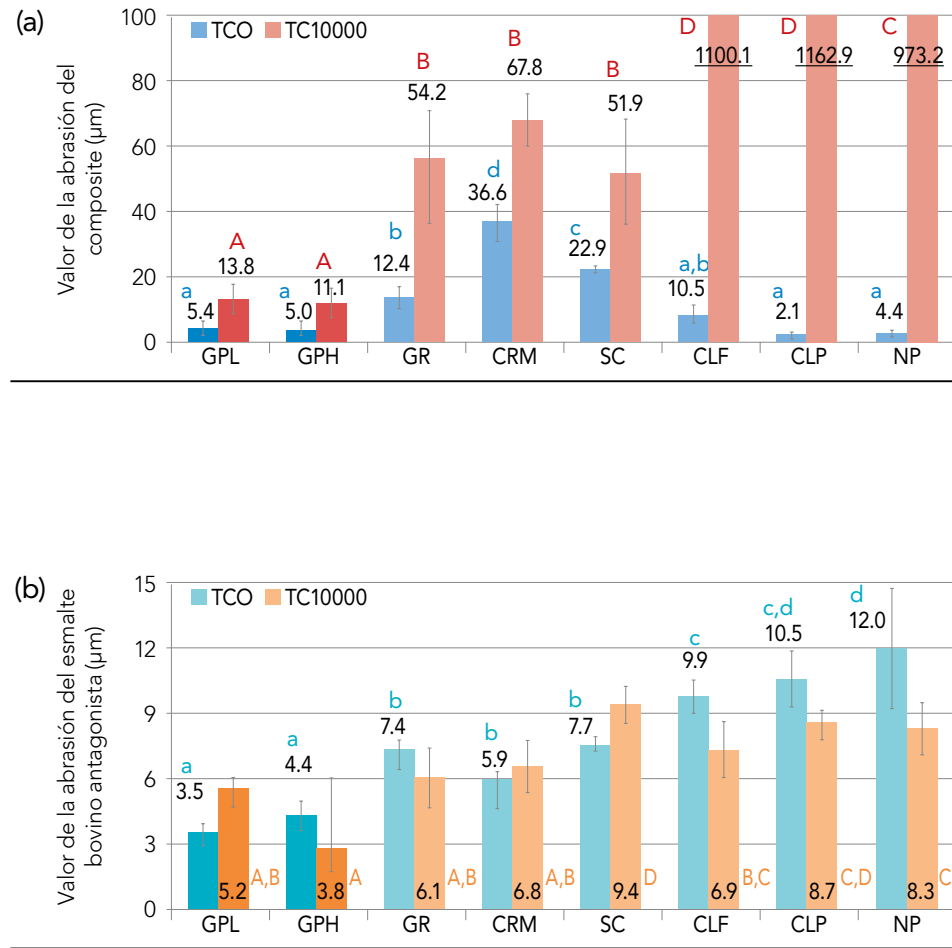 (a)
Valor de la abrasión del
composite (µm)
100
80
60
40
20
0
TCO TC10000
a
5.4
A
13.8
a
5.0
A
11.1
b
12.4
B
54.2
d
36.6
B
67.8
c
22.9
B
51.9
a,b
10.5
D
1100.1
a
2.1
D
1162.9
a
4.4
C
973.2
GPL GPH GR CRM SC CLF CLP NP
(b)
Valor de la abrasión del esmalte
bovino antagonista (µm)
15
12
9
6
3
0
TCO TC10000
a
3.5
5.2 A,B
a
4.4
3.8 A
b
7.4
6.1 A,B
b
5.9
6.8 A,B
b
7.7
9.4 D
c
9.9
6.9 B,C
c,d
10.5
8.7 C,D
d
12.0
8.3 C
GPL GPH GR CRM SC CLF CLP NP